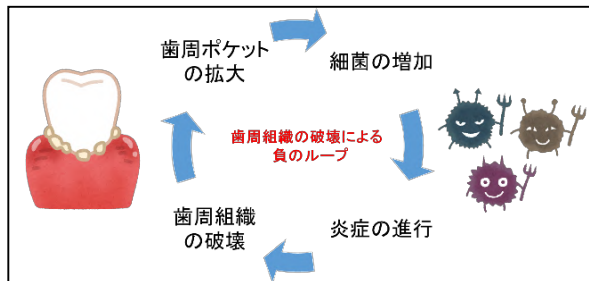 歯周ポケット
の拡大
細菌の増加
歯周組織の破壊による
負のループ
歯周組織
の破壊
炎症の進行